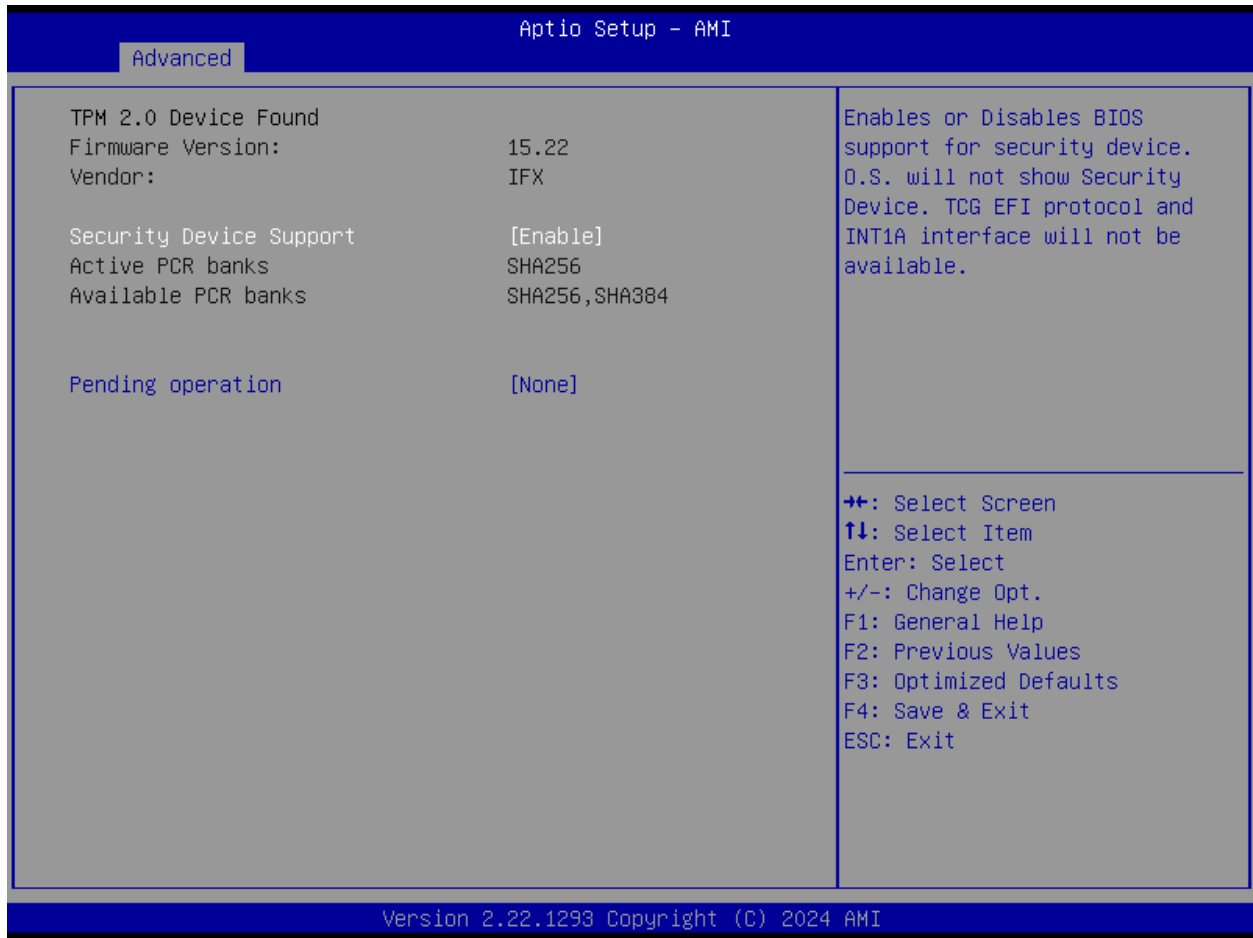 Aptio Setup – AMI
Advanced
TPM 2.0 Device Found
Firmware Version: 15.22
Vendor: IFX
Security Device Support [Enable]
Active PCR banks SHA256
Available PCR banks SHA256,SHA384
Pending operation [None]
Enables or Disables BIOS
support for security device.
O.S. will not show Security
Device. TCG EFI protocol and
INT1A interface will not be
available.
→←: Select Screen
↑↓: Select Item
Enter: Select
+/-: Change Opt.
F1: General Help
F2: Previous Values
F3: Optimized Defaults
F4: Save & Exit
ESC: Exit
Version 2.22.1293 Copyright (C) 2024 AMI